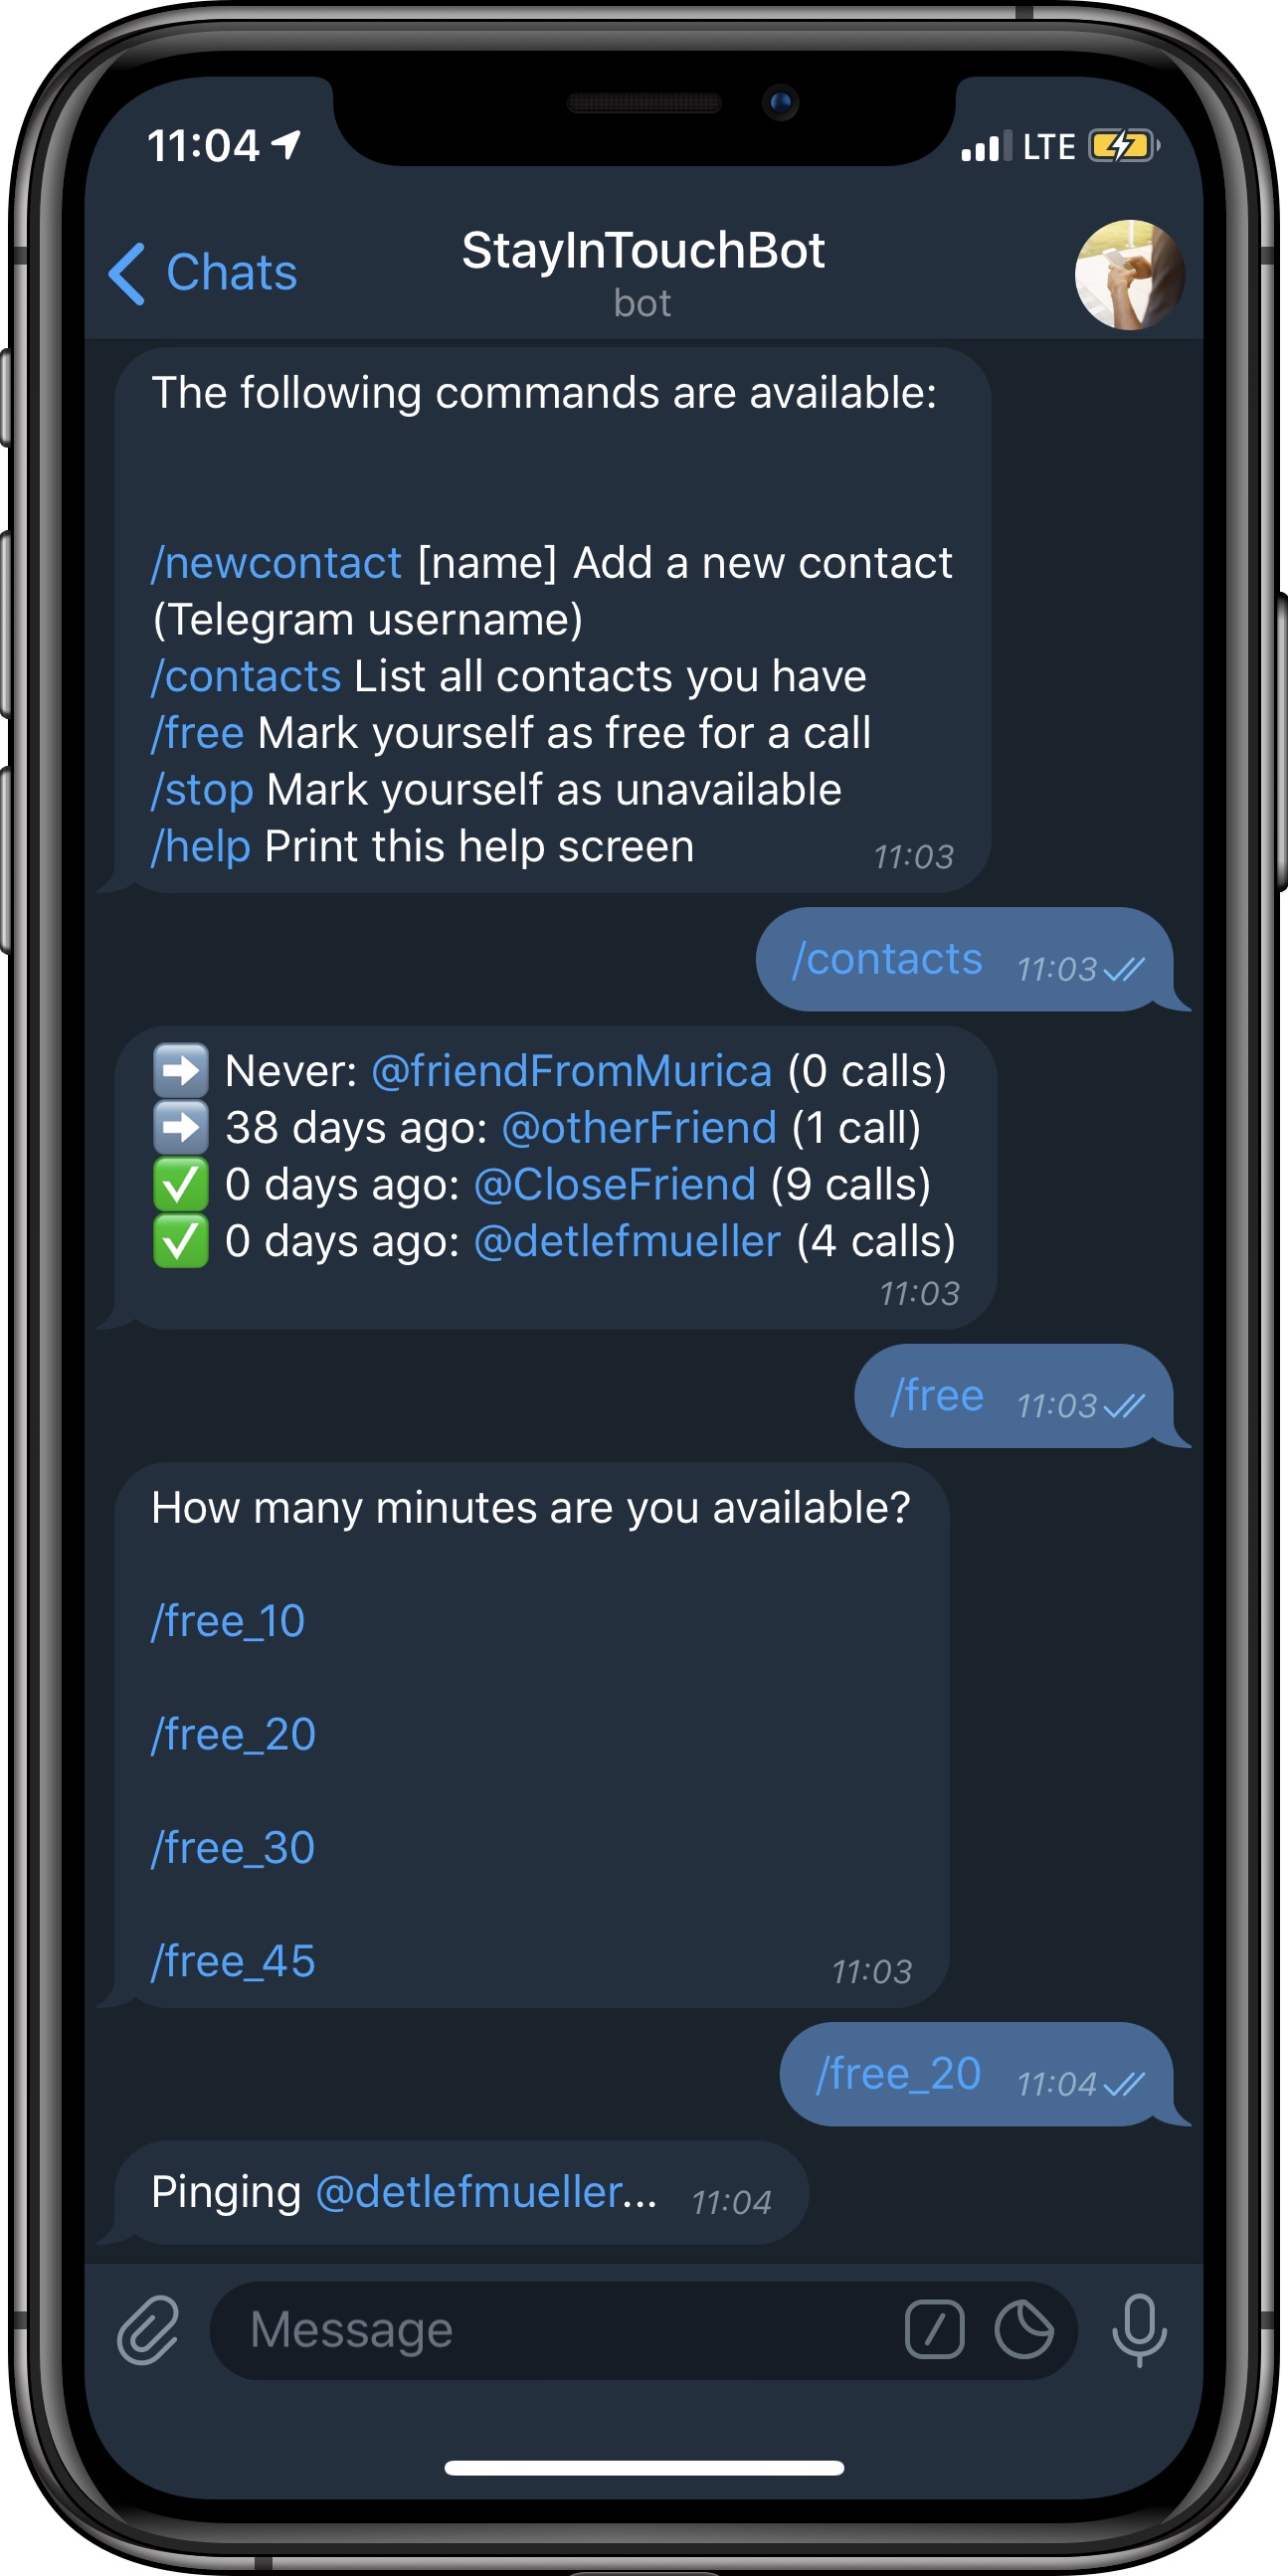 11:04 LTE
Chats
StayInTouchBot
bot
The following commands are available:
/newcontact [name] Add a new contact
(Telegram username)
/contacts List all contacts you have
/free Mark yourself as free for a call
/stop Mark yourself as unavailable
/help Print this help screen 11:03
/contacts 11:03
➡️ Never: @friendFromMurica (0 calls)
➡️ 38 days ago: @otherFriend (1 call)
✅ 0 days ago: @CloseFriend (9 calls)
✅ 0 days ago: @detlefmueller (4 calls)
11:03
/free 11:03
How many minutes are you available?
/free_10
/free_20
/free_30
/free_45 11:03
/free_20 11:04
Pinging @detlefmueller... 11:04
Message